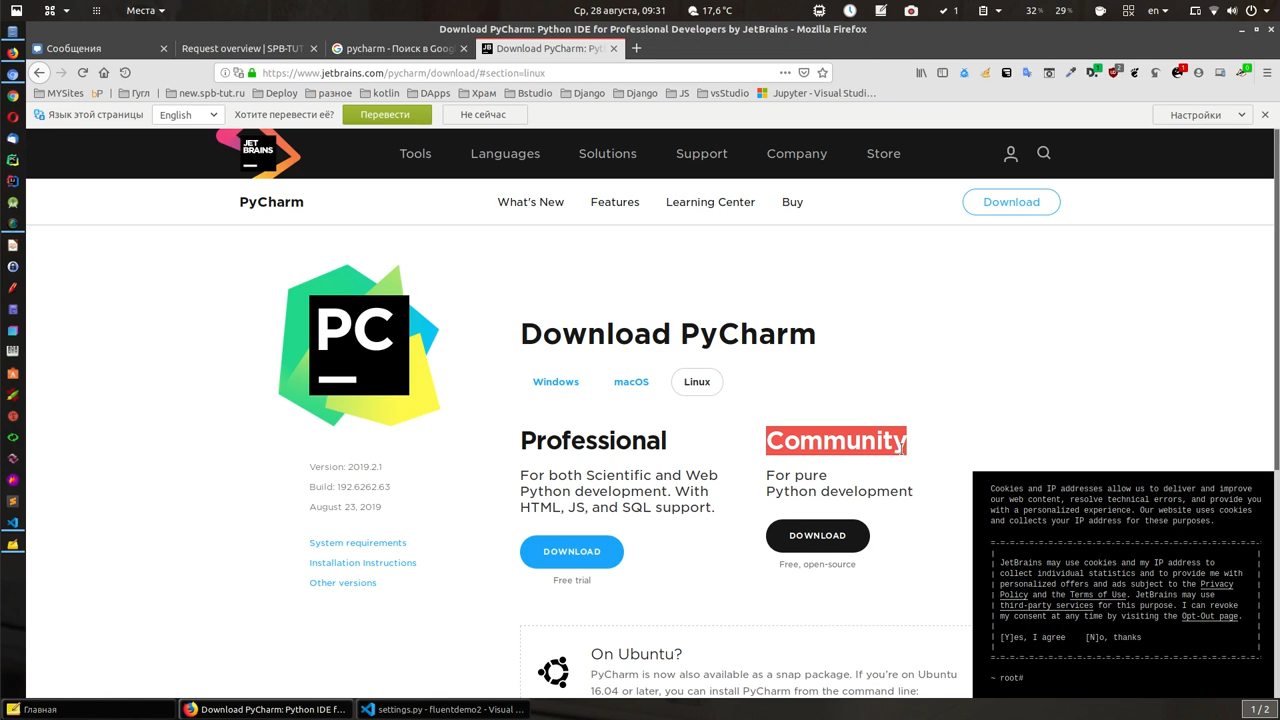 Места
Ср, 28 августа, 09:31
17,6°C
1
32%
29%
en
Download PyCharm: Python IDE for Professional Developers by JetBrains - Mozilla Firefox
Сообщения
Request overview | SPB-TUT
pycharm - Поиск в Goog
Download PyCharm: Pyt
https://www.jetbrains.com/pycharm/download/#section=linux
MYSites
ЬР
Гугл
new.spb-tut.ru
Deploy
разное
kotlin
DApps
Храм
Bstudio
Django
Django
JS
vsStudio
Jupyter - Visual Studi...
Язык этой страницы
English
Хотите перевести её?
Перевести
Не сейчас
Настройки
JET
BRAINS
Tools
Languages
Solutions
Support
Company
Store
PyCharm
What's New
Features
Learning Center
Buy
Download
PC
Download PyCharm
Windows
macOS
Linux
Professional
For both Scientific and Web
Python development. With
HTML, JS, and SQL support.
DOWNLOAD
Free trial
Community
For pure
Python development
DOWNLOAD
Free, open-source
Version: 2019.2.1
Build: 192.6262.63
August 23, 2019
System requirements
Installation Instructions
Other versions
On Ubuntu?
PyCharm is now also available as a snap package. If you're on Ubuntu
16.04 or later, you can install PyCharm from the command line:
Cookies and IP addresses allow us to deliver and improve
our web content, resolve technical errors, and provide you
with a personalized experience. Our website uses cookies
and collects your IP address for these purposes.
JetBrains may use cookies and my IP address to
collect individual statistics and to provide me with
personalized offers and ads subject to the Privacy
Policy and the Terms of Use. JetBrains may use
third-party services for this purpose. I can revoke
my consent at any time by visiting the Opt-Out page.
[Y]es, I agree [N]o, thanks
~ root#
Главная
Download PyCharm: Python IDE f...
settings.py - fluentdemo2 - Visual ...
1 / 2